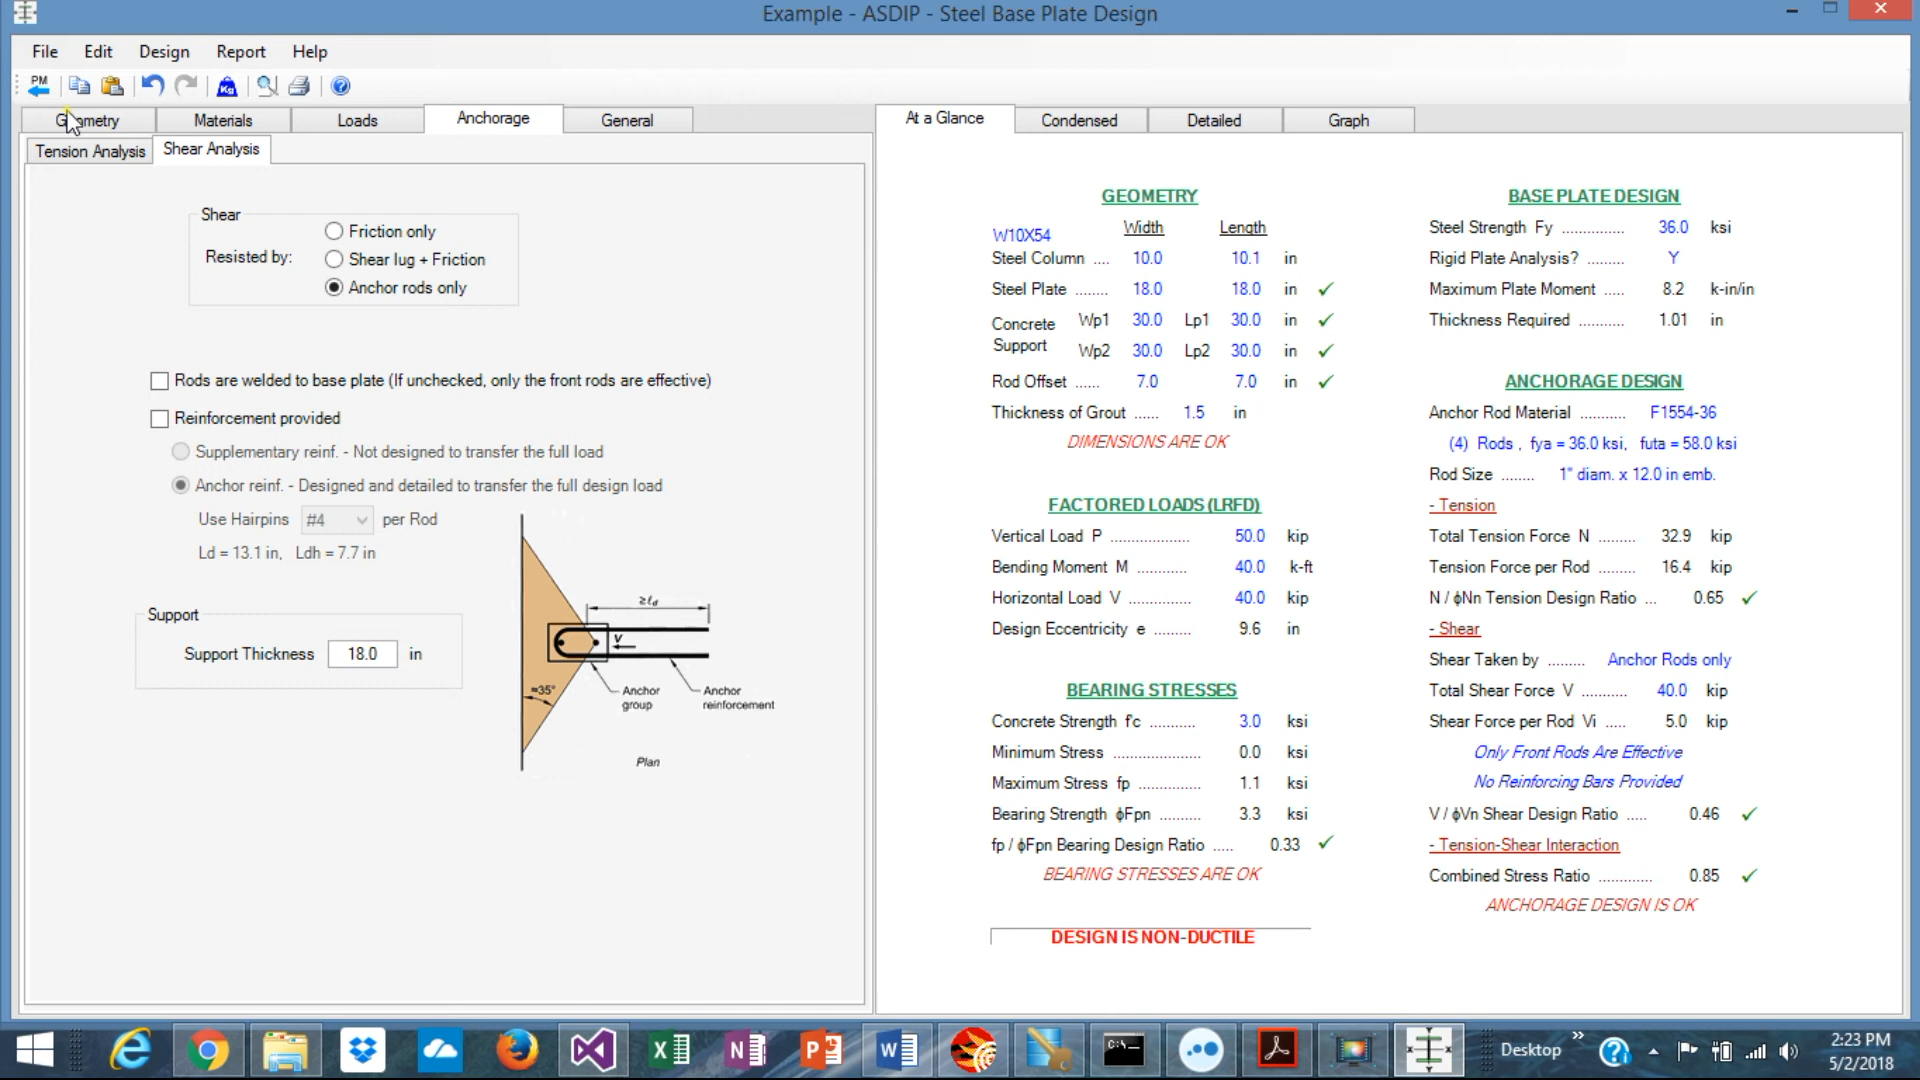 Example - ASDIP - Steel Base Plate Design
File Edit Design Report Help
PM
Kg
Geometry Materials Loads Anchorage General
Tension Analysis Shear Analysis
Shear
Resisted by:
Friction only
Shear lug + Friction
Anchor rods only
Rods are welded to base plate (If unchecked, only the front rods are effective)
Reinforcement provided
Supplementary reinf. - Not designed to transfer the full load
Anchor reinf. - Designed and detailed to transfer the full design load
Use Hairpins #4 per Rod
Ld = 13.1 in, Ldh = 7.7 in
Support
Support Thickness 18.0 in
≥ℓd
V
≈35°
Anchor
group
Anchor
reinforcement
Plan
At a Glance Condensed Detailed Graph
GEOMETRY
W10X54 Width Length
Steel Column .... 10.0 10.1 in
Steel Plate ........ 18.0 18.0 in ✓
Concrete
Support
Wp1 30.0 Lp1 30.0 in ✓
Wp2 30.0 Lp2 30.0 in ✓
Rod Offset ...... 7.0 7.0 in ✓
Thickness of Grout ...... 1.5 in
DIMENSIONS ARE OK
FACTORED LOADS (LRFD)
Vertical Load P ................... 50.0 kip
Bending Moment M ............ 40.0 k-ft
Horizontal Load V .............. 40.0 kip
Design Eccentricity e ......... 9.6 in
BEARING STRESSES
Concrete Strength f'c ........... 3.0 ksi
Minimum Stress ..................... 0.0 ksi
Maximum Stress fp ............... 1.1 ksi
Bearing Strength ϕFpn .......... 3.3 ksi
fp / ϕFpn Bearing Design Ratio ..... 0.33 ✓
BEARING STRESSES ARE OK
DESIGN IS NON-DUCTILE
BASE PLATE DESIGN
Steel Strength Fy .............. 36.0 ksi
Rigid Plate Analysis? ......... Y
Maximum Plate Moment ..... 8.2 k-in/in
Thickness Required ........... 1.01 in
ANCHORAGE DESIGN
Anchor Rod Material ........... F1554-36
(4) Rods , fya = 36.0 ksi, futa = 58.0 ksi
Rod Size ........ 1" diam. x 12.0 in emb.
- Tension
Total Tension Force N ......... 32.9 kip
Tension Force per Rod ......... 16.4 kip
N / ϕNn Tension Design Ratio ... 0.65 ✓
- Shear
Shear Taken by ......... Anchor Rods only
Total Shear Force V ........... 40.0 kip
Shear Force per Rod Vi ..... 5.0 kip
Only Front Rods Are Effective
No Reinforcing Bars Provided
V / ϕVn Shear Design Ratio ..... 0.46 ✓
- Tension-Shear Interaction
Combined Stress Ratio ............. 0.85 ✓
ANCHORAGE DESIGN IS OK
Desktop
2:23 PM
5/2/2018